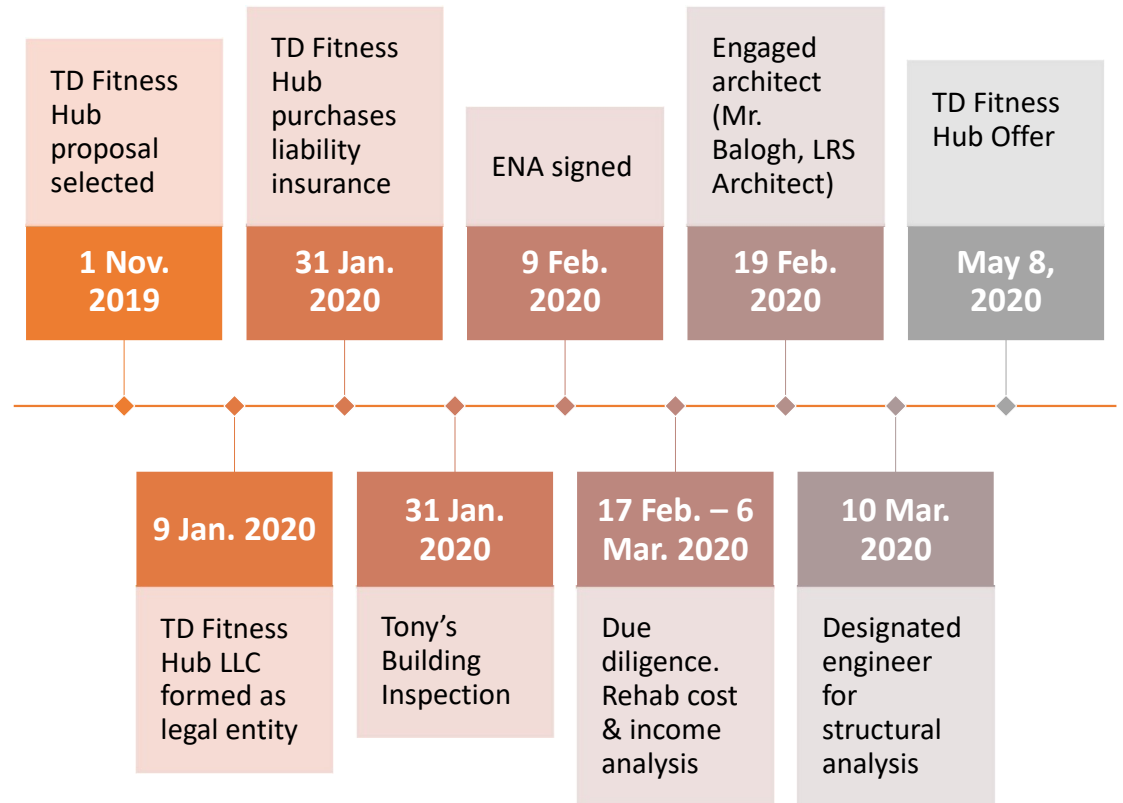 TD Fitness
Hub
proposal
selected
1 Nov.
2019
9 Jan. 2020
TD Fitness
Hub LLC
formed as
legal entity
TD Fitness
Hub
purchases
liability
insurance
31 Jan.
2020
31 Jan.
2020
Tony’s
Building
Inspection
ENA signed
9 Feb.
2020
17 Feb. – 6
Mar. 2020
Due
diligence.
Rehab cost
& income
analysis
Engaged
architect
(Mr.
Balogh, LRS
Architect)
19 Feb.
2020
10 Mar.
2020
Designated
engineer
for
structural
analysis
TD Fitness
Hub Offer
May 8,
2020